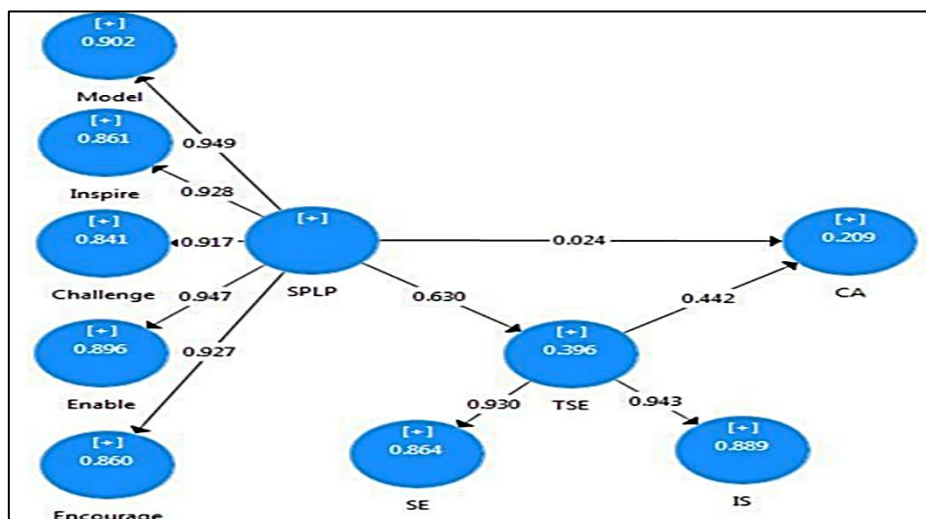 [+]
0.902
Model
[+]
0.861
Inspire
[+]
0.841
Challenge
[+]
0.896
Enable
[+]
0.860
Encourage
0.949
0.928
0.917
0.947
0.927
[+]
SPLP
0.024
0.630
[+]
0.209
CA
0.442
[+]
0.396
TSE
0.930
0.943
[+]
0.864
SE
[+]
0.889
IS